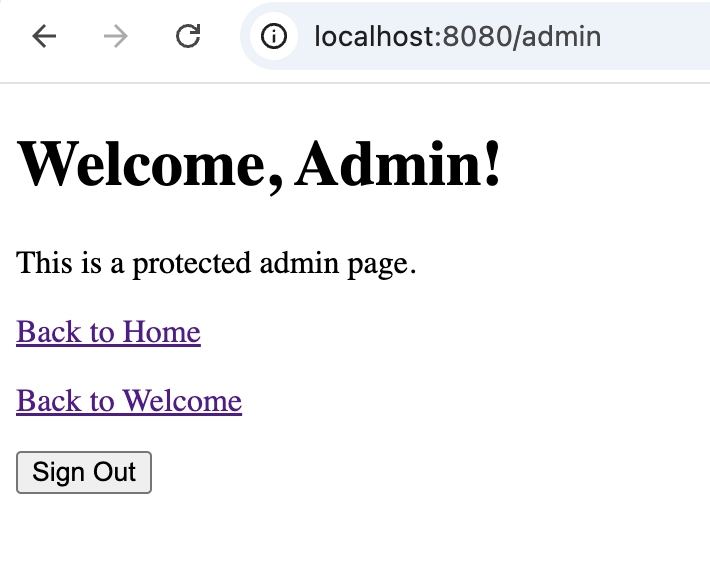 localhost:8080/admin
Welcome, Admin!
This is a protected admin page.
Back to Home
Back to Welcome
Sign Out